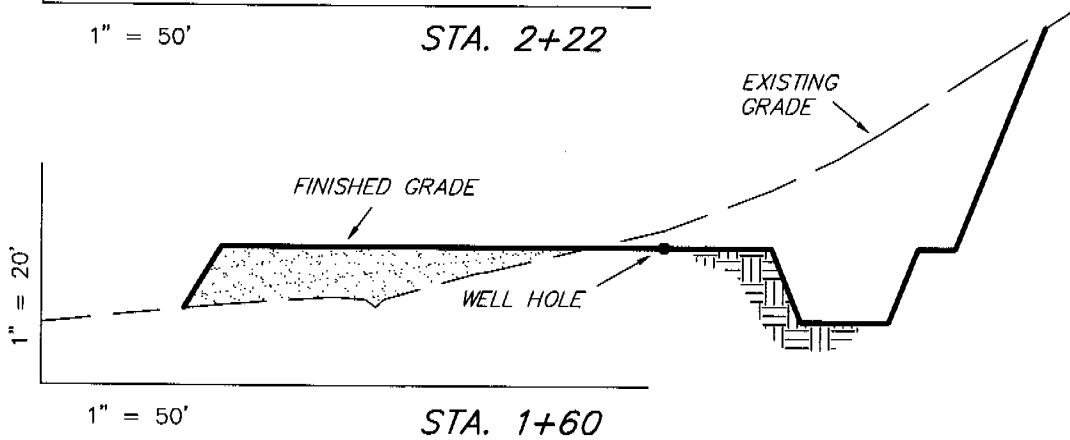 1" = 50'
STA. 2+22
EXISTING
GRADE
FINISHED GRADE
WELL HOLE
1" = 20'
1" = 50'
STA. 1+60